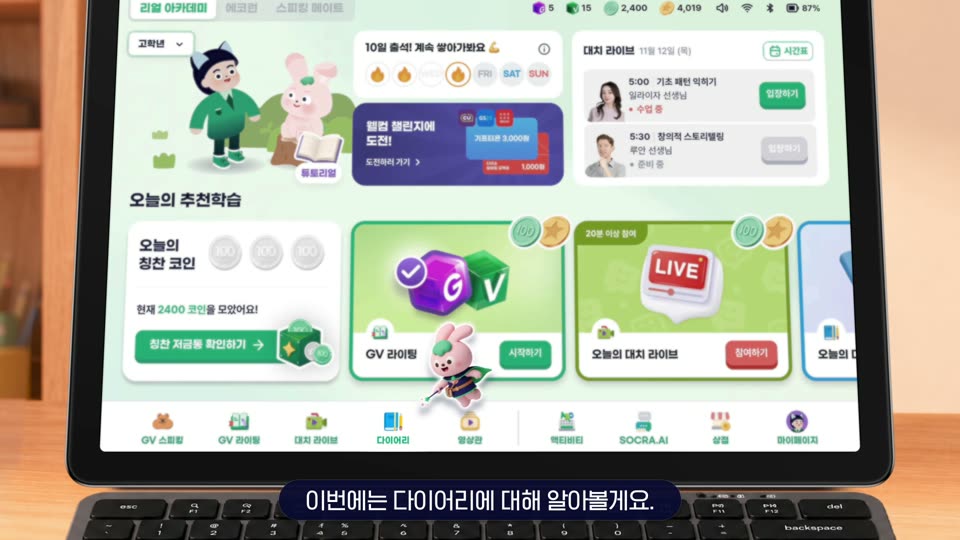 리얼 아카데미 에코런 스피킹 메이트
5 15 2,400 4,019 87%
고학년
튜토리얼
10일 출석! 계속 쌓아가봐요
FRI SAT SUN
웰컴 챌린지에
도전!
도전하러 가기 >
기프티콘 3,000원
1,000원
대치 라이브 11월 12일 (목) 시간표
5:00 기초 패턴 익히기
일라이자 선생님
수업 중
입장하기
5:30 창의적 스토리텔링
루안 선생님
준비 중
입장하기
오늘의 추천학습
오늘의
칭찬 코인
100 100 100
현재 2400 코인을 모았어요!
칭찬 저금통 확인하기 →
100
G V
GV 라이팅
시작하기
20분 이상 참여
100
LIVE
오늘의 대치 라이브
참여하기
GV 스피킹 GV 라이팅 대치 라이브 다이어리 영상관 액티비티 SOCRA.AI 상점 마이페이지
이번에는 다이어리에 대해 알아볼게요.
esc F1 F2 F11 F12 del
backspace